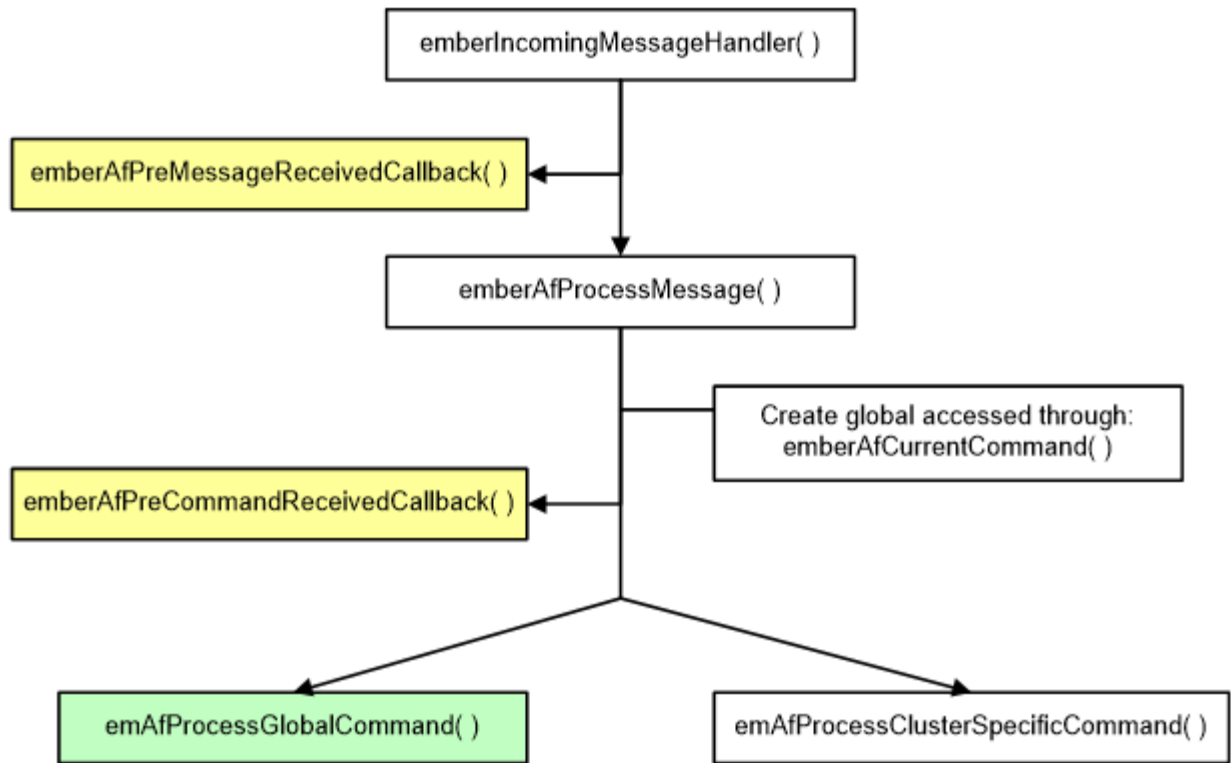 emberIncomingMessageHandler( )
emberAfPreMessageReceivedCallback( )
emberAfProcessMessage( )
Create global accessed through:
emberAfCurrentCommand( )
emberAfPreCommandReceivedCallback( )
emAfProcessGlobalCommand( )
emAfProcessClusterSpecificCommand( )